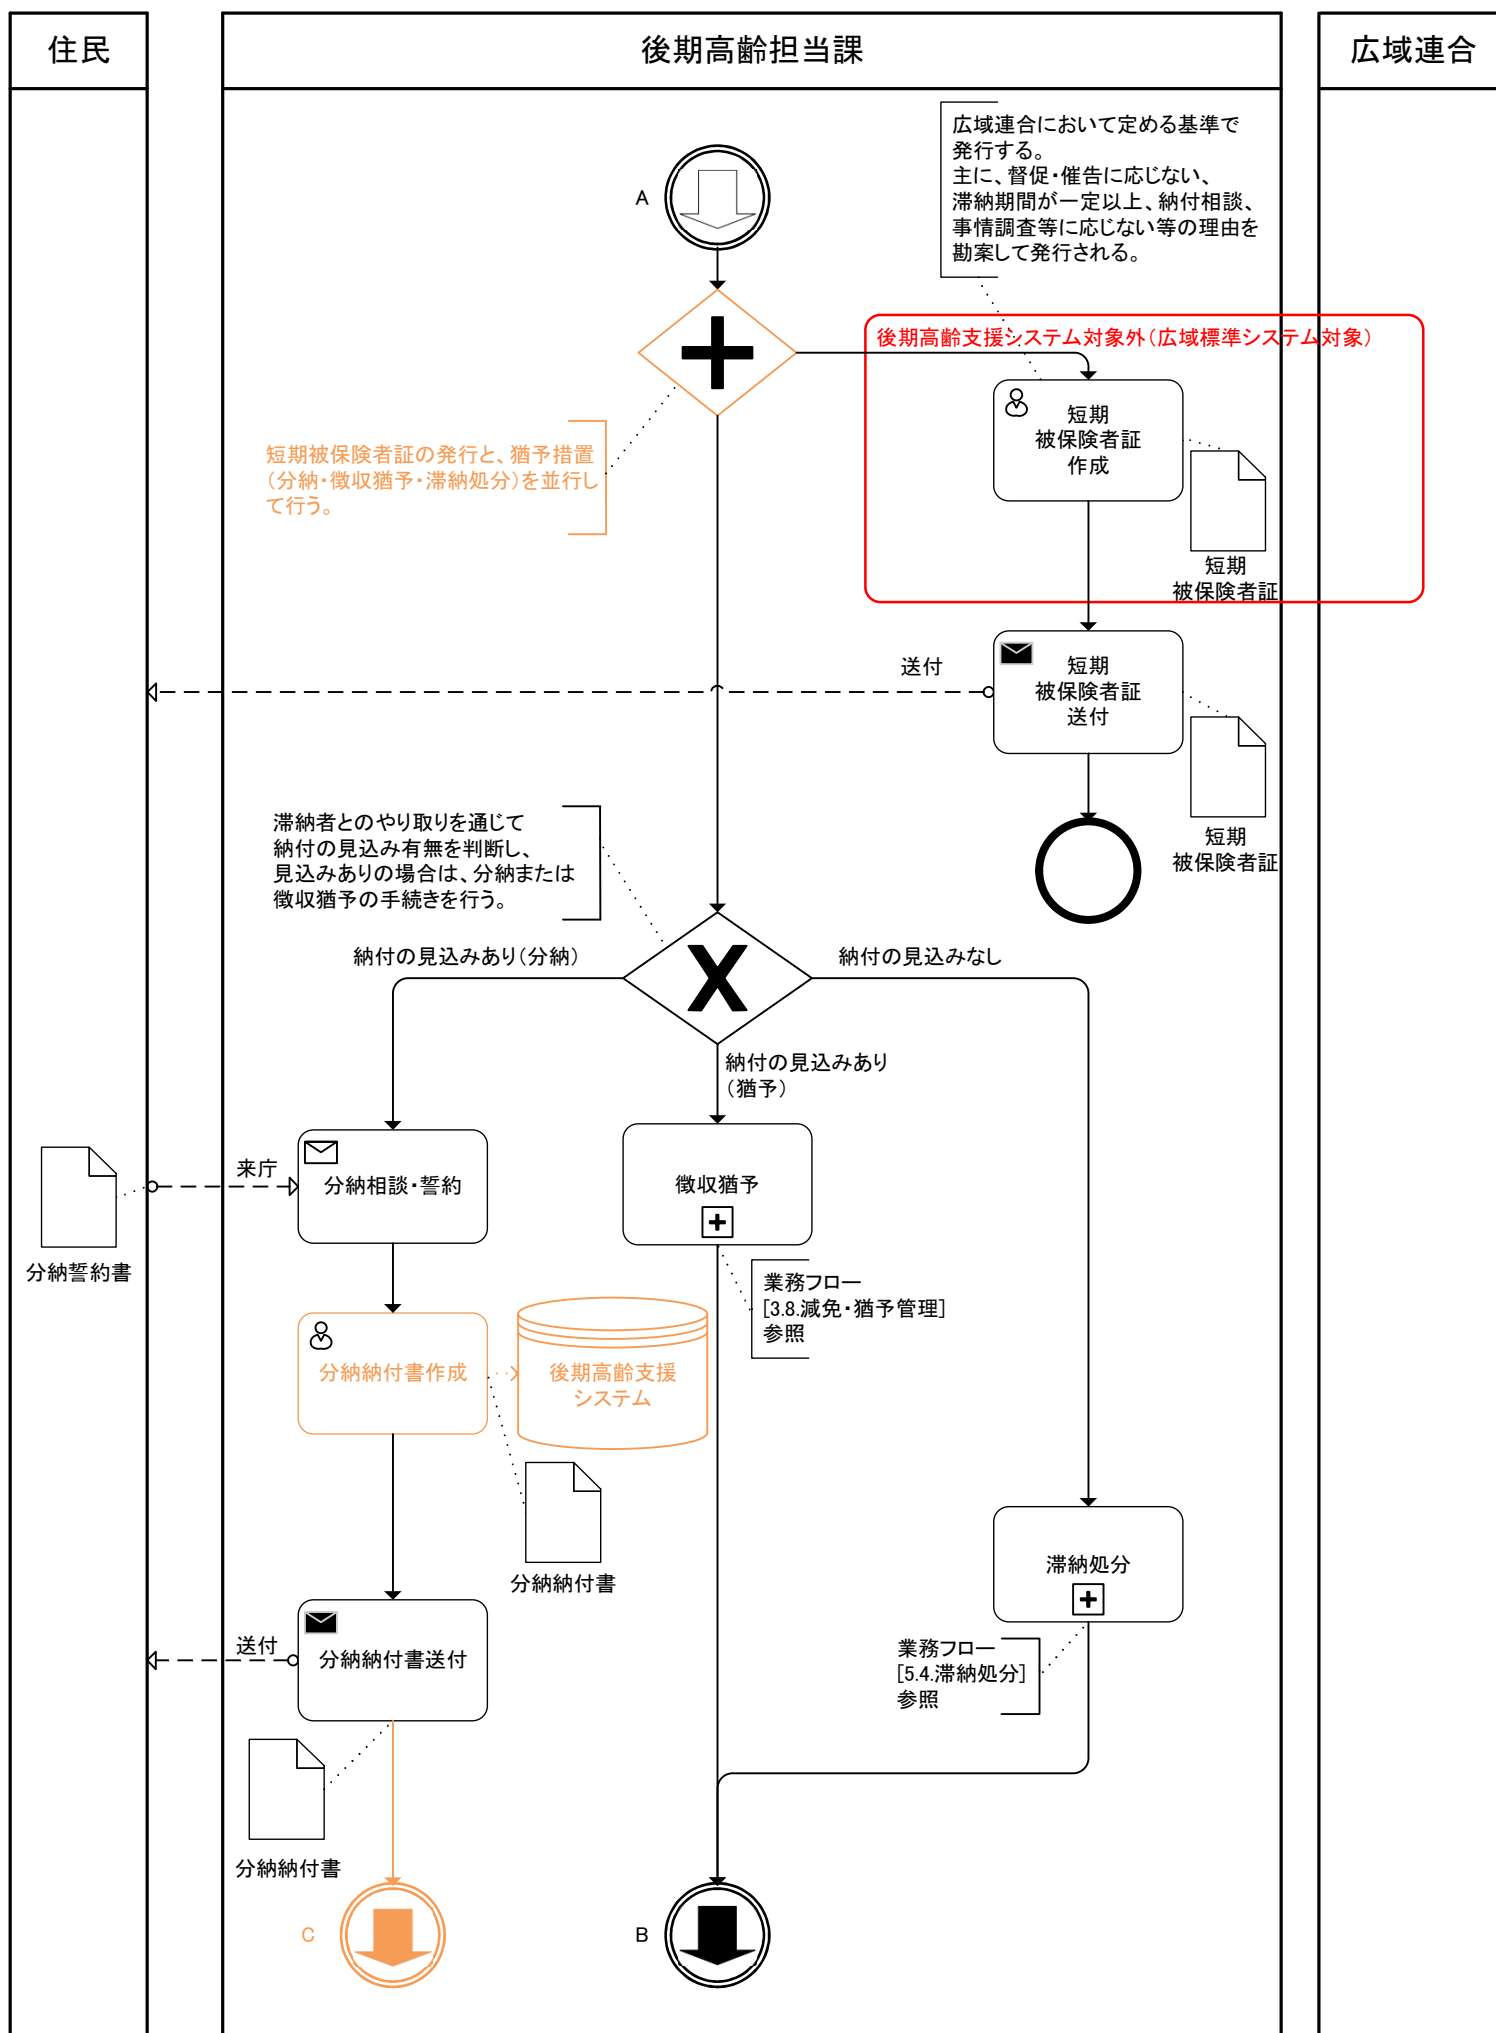 住民
後期高齢担当課
広域連合
広域連合において定める基準で
発行する。
主に、督促・催告に応じない、
滞納期間が一定以上、納付相談、
事情調査等に応じない等の理由を
勘案して発行される。
A
後期高齢支援システム対象外（広域標準システム対象）
短期
被保険者証
作成
短期被保険者証の発行と、猶予措置
（分納・徴収猶予・滞納処分）を並行し
て行う。
短期
被保険者証
送付
短期
被保険者証
送付
短期
被保険者証
滞納者とのやり取りを通じて
納付の見込み有無を判断し、
見込みありの場合は、分納または
徴収猶予の手続きを行う。
納付の見込みあり（分納）
納付の見込みなし
納付の見込みあり
（猶予）
来庁
分納相談・誓約
徴収猶予
分納誓約書
業務フロー
[3.8.減免・猶予管理]
参照
分納納付書作成
後期高齢支援
システム
分納納付書
滞納処分
送付
分納納付書送付
業務フロー
[5.4.滞納処分]
参照
分納納付書
C
B